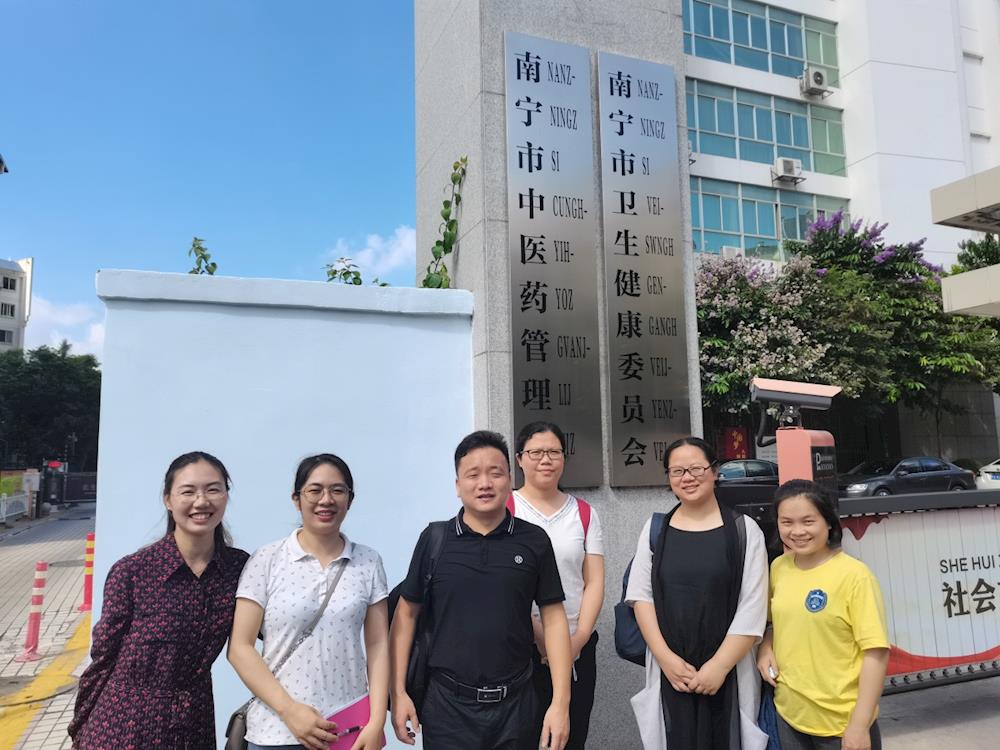 南宁市中医药管理
NANZ-NINGZ SI CUNGH-YIH-YOZ GVANJ-LIJ
南宁市卫生健康委员会
NANZ-NINGZ SI VEI-SWNGH GEN-GANGH VEIJ-YENZ-VEI
SHE HUI
社会